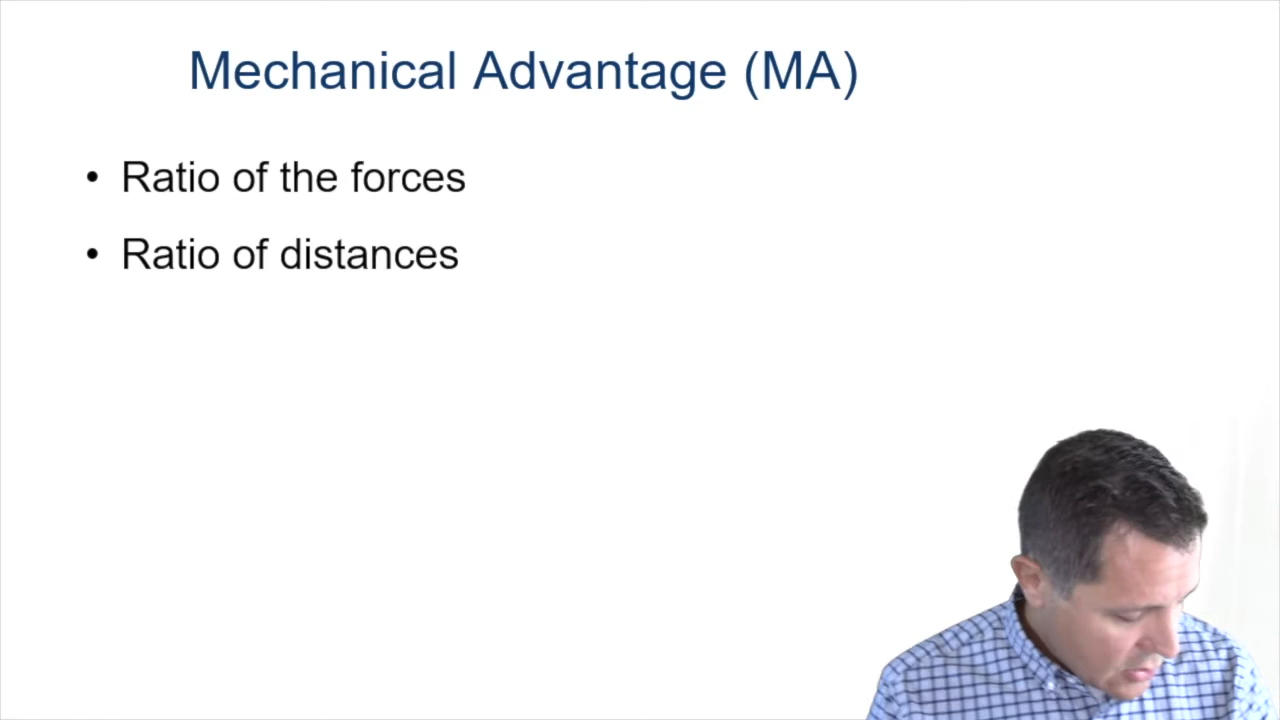 Mechanical Advantage (MA)
• Ratio of the forces
• Ratio of distances